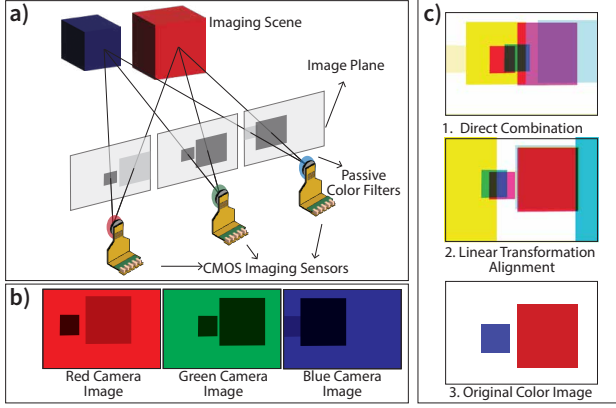 a)
Imaging Scene
Image Plane
Passive
Color Filters
CMOS Imaging Sensors
b)
Red Camera
Image
Green Camera
Image
Blue Camera
Image
c)
1. Direct Combination
2. Linear Transformation
Alignment
3. Original Color Image